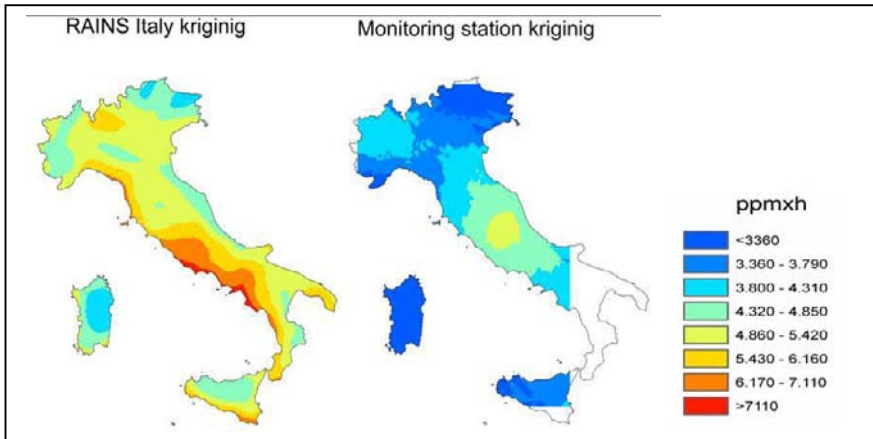 RAINS Italy kriginig
Monitoring station kriginig
ppmxh
<3360
3.360 - 3.790
3.800 - 4.310
4.320 - 4.850
4.860 - 5.420
5.430 - 6.160
6.170 - 7.110
>7110